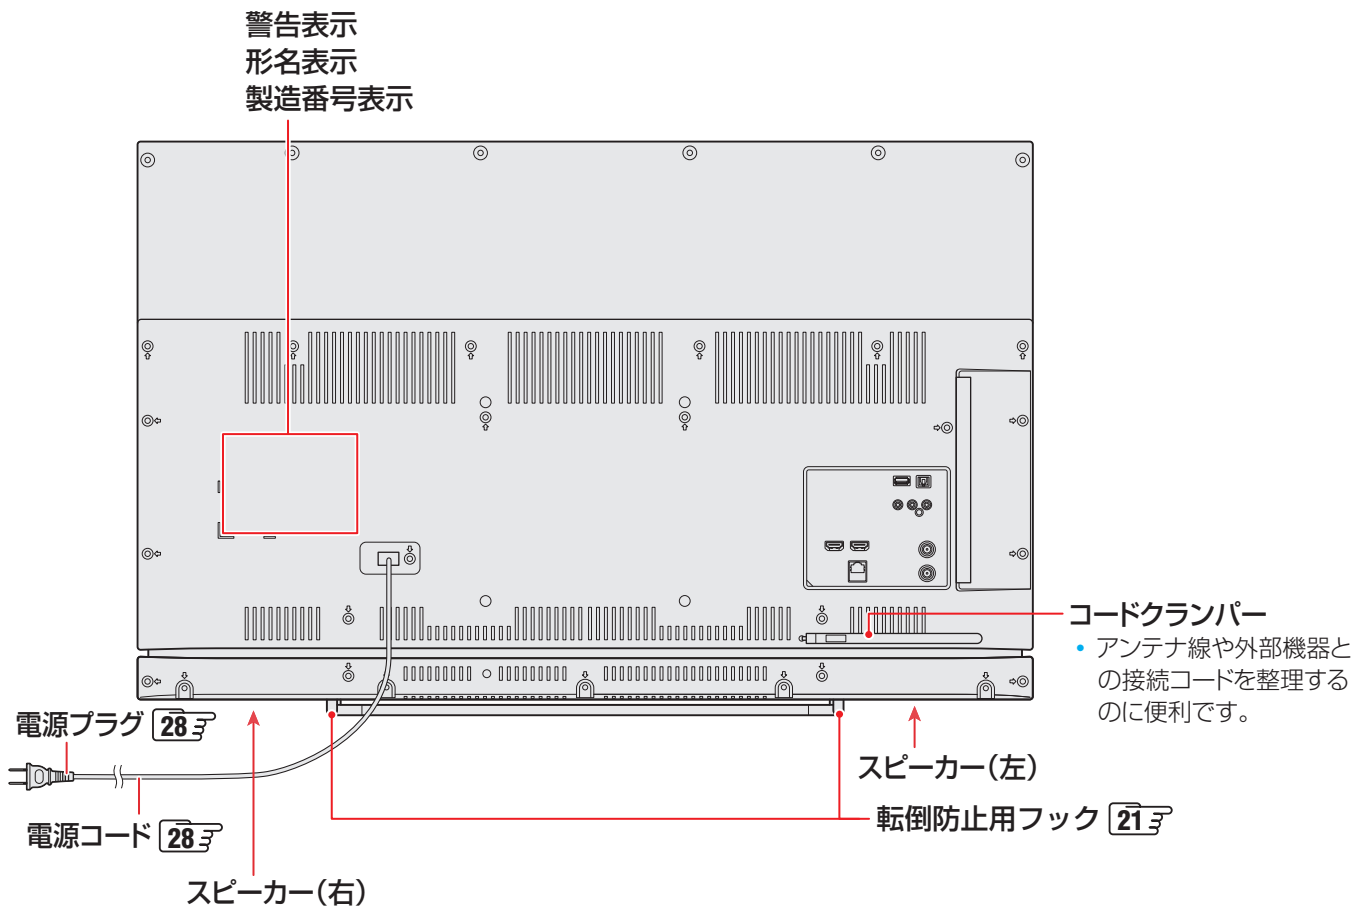 警告表示
形名表示
製造番号表示
コードクランパー
• アンテナ線や外部機器と
の接続コードを整理する
のに便利です。
電源プラグ 28
スピーカー(左)
転倒防止用フック 21
電源コード 28
スピーカー(右)